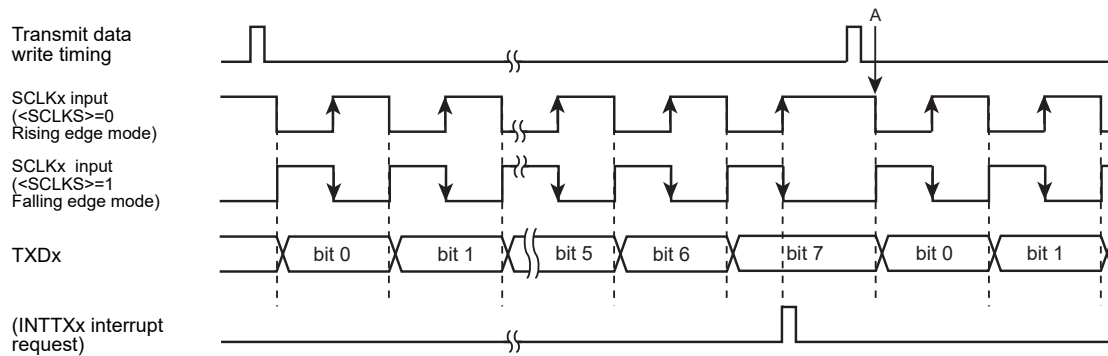 A
Transmit data
write timing
SCLKx input
(<SCLKS>=0
Rising edge mode)
SCLKx  input
(<SCLKS>=1
Falling edge mode)
TXDx
bit 0 bit 1 bit 5 bit 6 bit 7 bit 0 bit 1
(INTTXx interrupt
request)